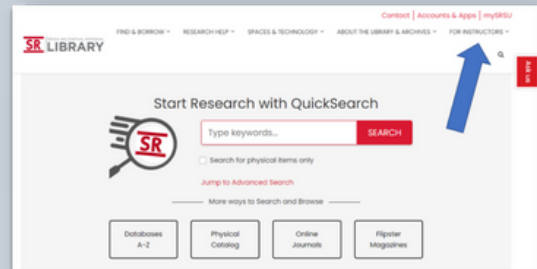 Contact | Accounts & Apps | mySRSU
SR LIBRARY
FIND & BORROW
RESEARCH HELP
SPACES & TECHNOLOGY
ABOUT THE LIBRARY & ARCHIVES
FOR INSTRUCTORS
Ask us
Start Research with QuickSearch
SR
Type keywords...
SEARCH
Search for physical items only
Jump to Advanced Search
More ways to Search and Browse
Databases
A-Z
Physical
Catalog
Online
Journals
Flipster
Magazines